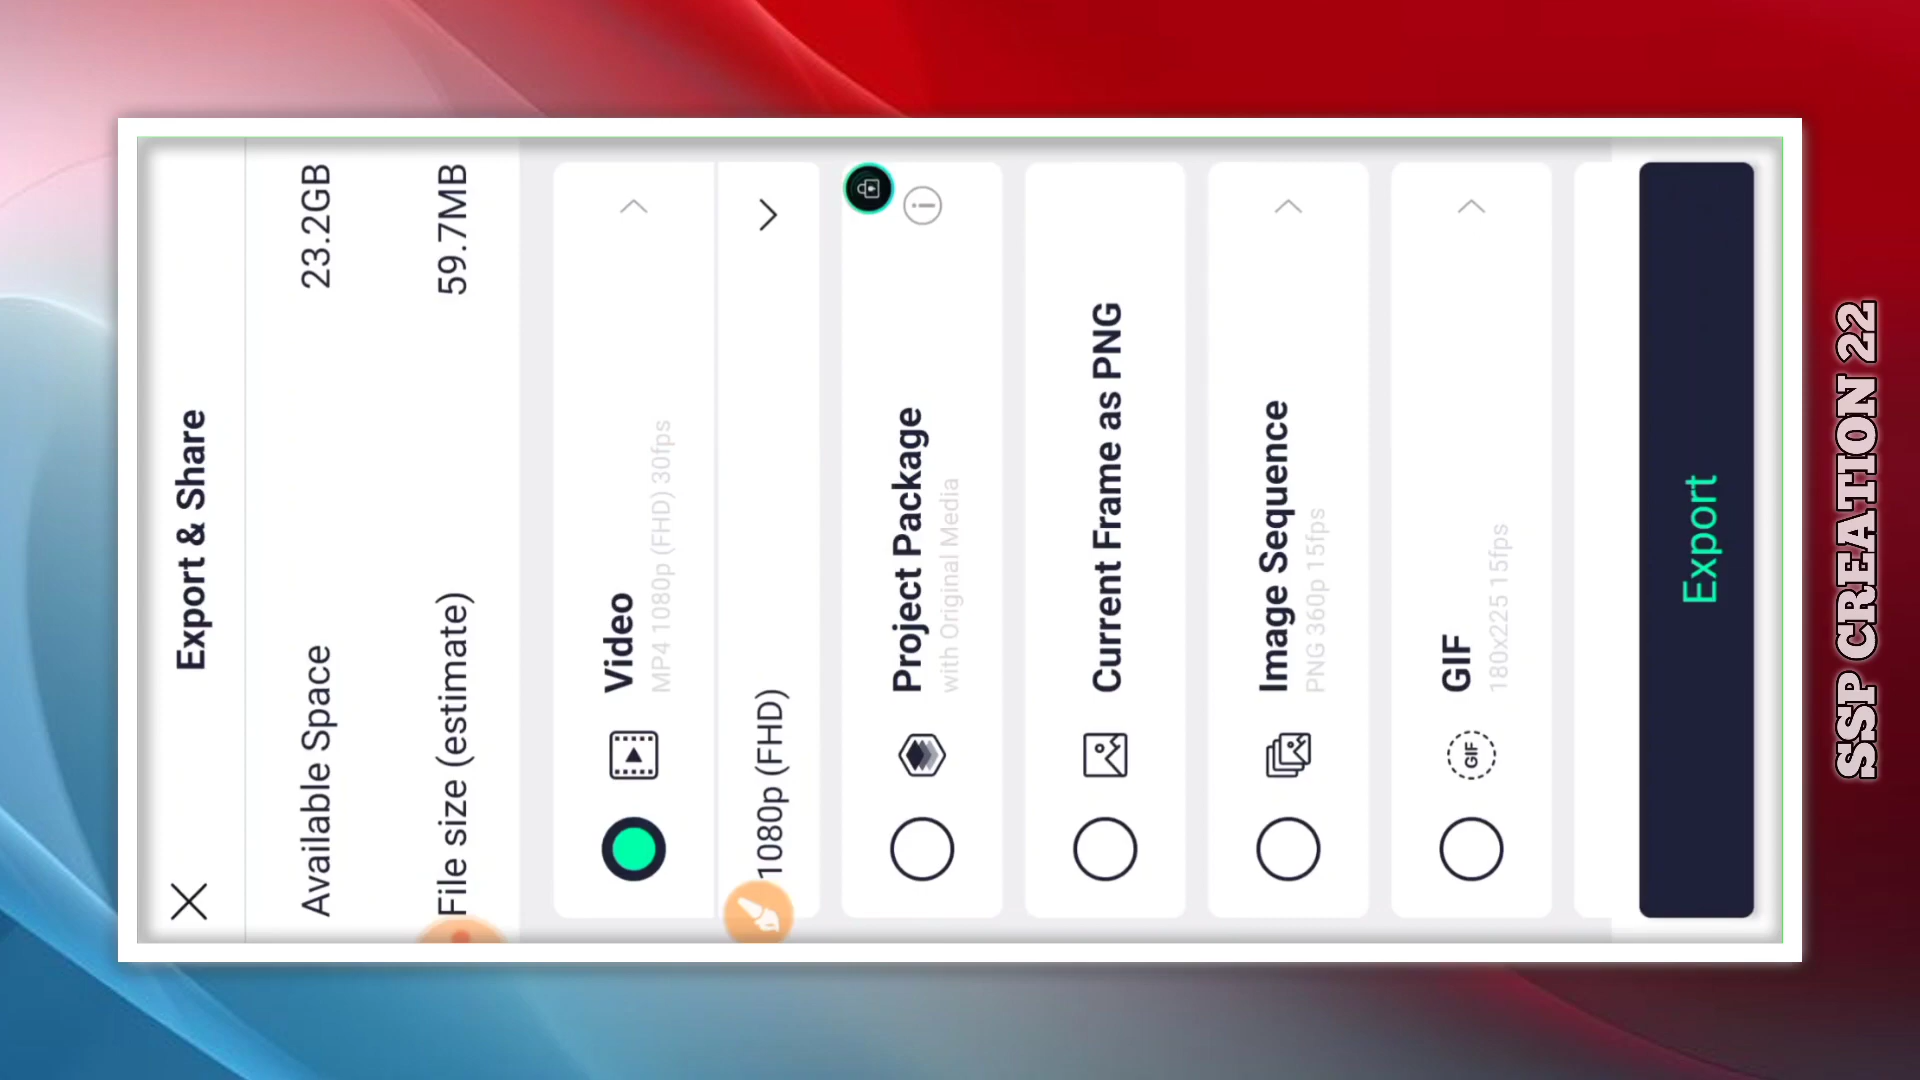 Export & Share
Available Space 23.2GB
File size (estimate) 59.7MB
Video
MP4 1080p (FHD) 30fps
1080p (FHD)
Project Package
with Original Media
Current Frame as PNG
Image Sequence
PNG 360p 15fps
GIF
GIF
180x225 15fps
Export
SSP CREATION 22